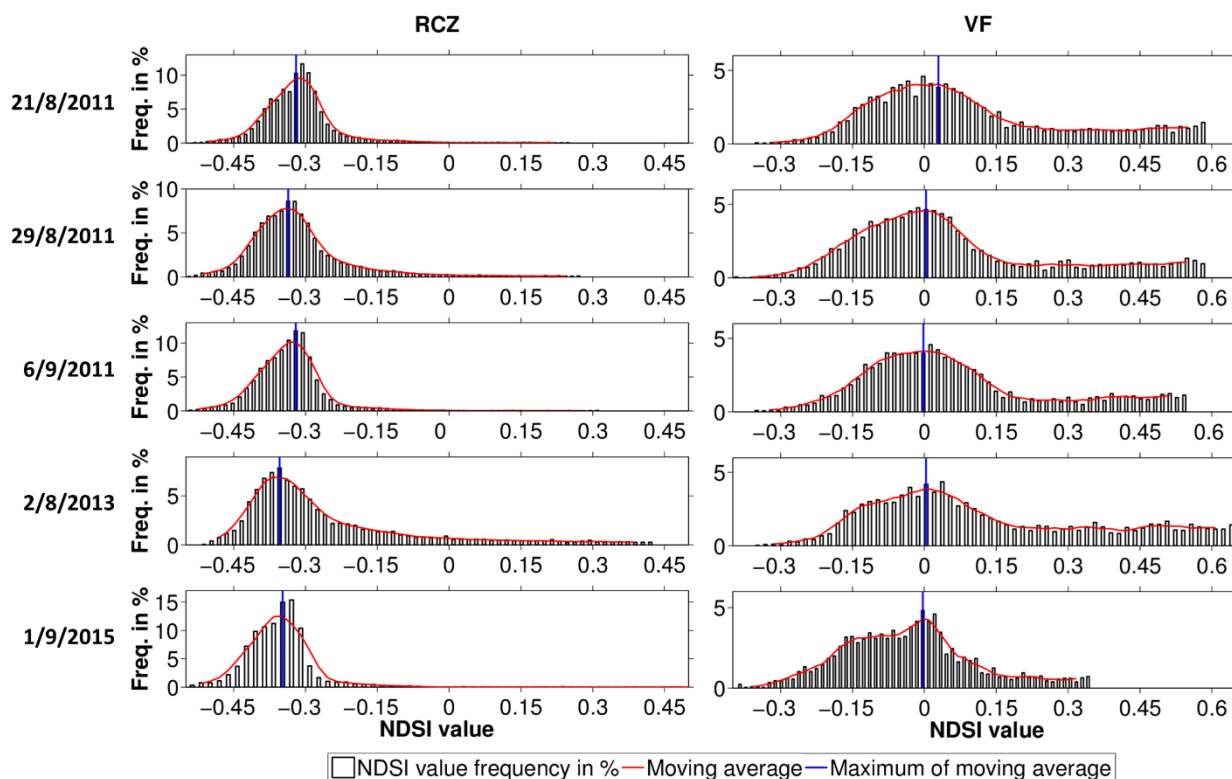 RCZ VF
21/8/2011
Freq. in %
10
5
0
−0.45 −0.3 −0.15 0 0.15 0.3 0.45
5
0
−0.3 −0.15 0 0.15 0.3 0.45 0.6
29/8/2011
Freq. in %
10
5
0
−0.45 −0.3 −0.15 0 0.15 0.3 0.45
5
0
−0.3 −0.15 0 0.15 0.3 0.45 0.6
6/9/2011
Freq. in %
10
5
0
−0.45 −0.3 −0.15 0 0.15 0.3 0.45
5
0
−0.3 −0.15 0 0.15 0.3 0.45 0.6
2/8/2013
Freq. in %
5
0
−0.45 −0.3 −0.15 0 0.15 0.3 0.45
5
0
−0.3 −0.15 0 0.15 0.3 0.45 0.6
1/9/2015
Freq. in %
15
10
5
0
−0.45 −0.3 −0.15 0 0.15 0.3 0.45
NDSI value
5
0
−0.3 −0.15 0 0.15 0.3 0.45 0.6
NDSI value
NDSI value frequency in % Moving average Maximum of moving average